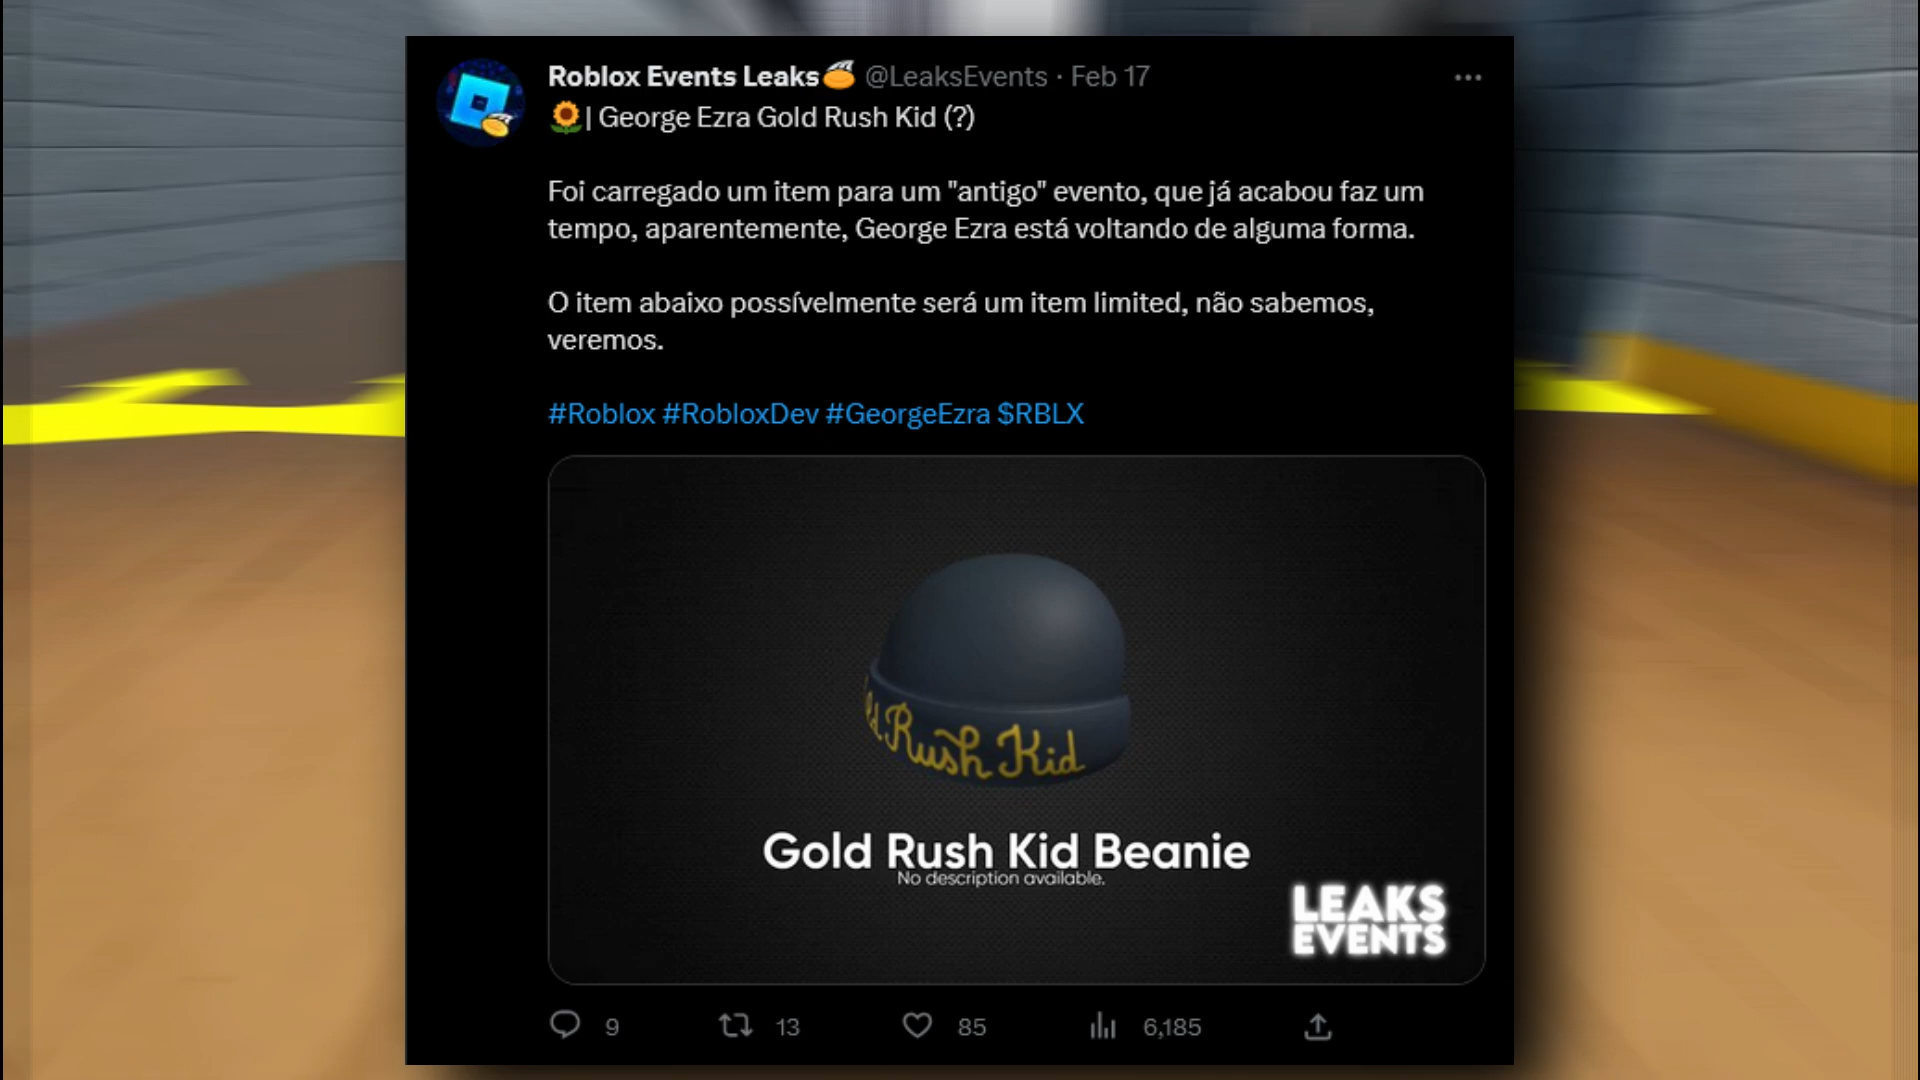 Roblox Events Leaks @LeaksEvents · Feb 17
| George Ezra Gold Rush Kid (?)
Foi carregado um item para um "antigo" evento, que já acabou faz um
tempo, aparentemente, George Ezra está voltando de alguma forma.
O item abaixo possívelmente será um item limited, não sabemos,
veremos.
#Roblox #RobloxDev #GeorgeEzra $RBLX
Rush Kid
Gold Rush Kid Beanie
No description available.
LEAKS
EVENTS
9 13 85 6,185